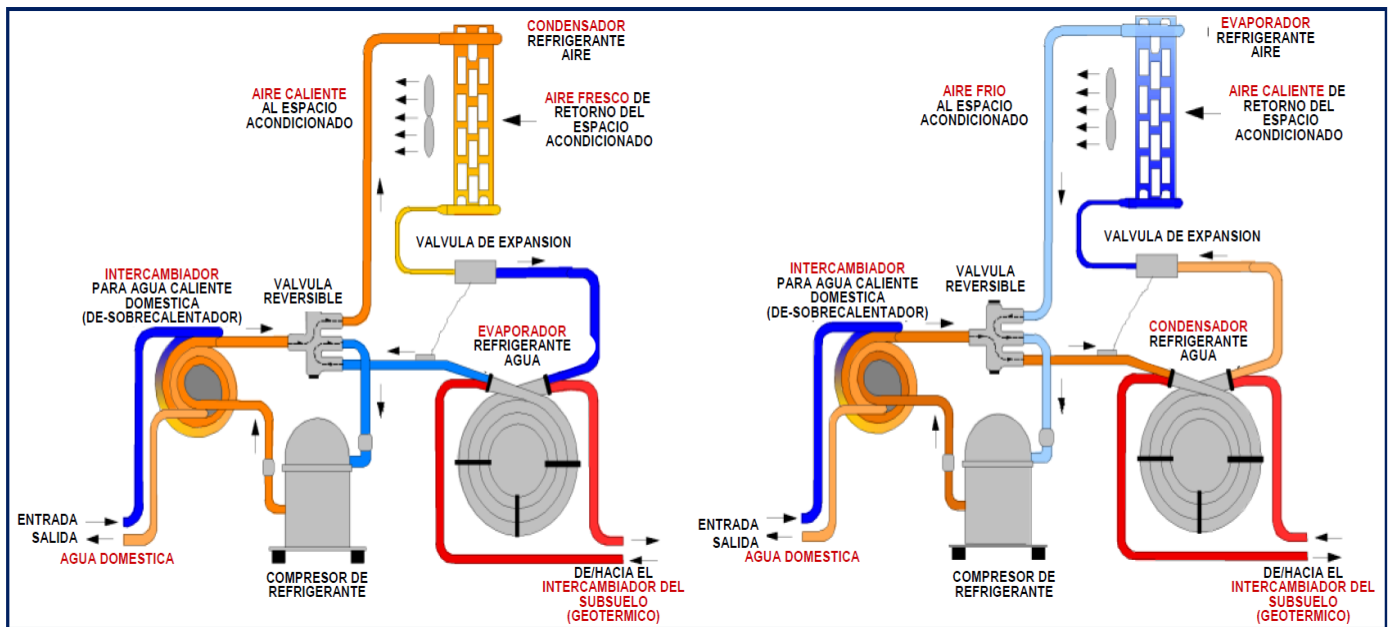 CONDENSADOR
REFRIGERANTE
AIRE
AIRE CALIENTE
AL ESPACIO
ACONDICIONADO
AIRE FRESCO DE
RETORNO DEL
ESPACIO
ACONDICIONADO
VALVULA DE EXPANSION
INTERCAMBIADOR
PARA AGUA CALIENTE
DOMESTICA
(DE-SOBRECALENTADOR)
VALVULA
REVERSIBLE
EVAPORADOR
REFRIGERANTE
AGUA
ENTRADA
SALIDA
AGUA DOMESTICA
COMPRESOR DE
REFRIGERANTE
DE/HACIA EL
INTERCAMBIADOR DEL
SUBSUELO
(GEOTERMICO)
EVAPORADOR
REFRIGERANTE
AIRE
AIRE FRIO
AL ESPACIO
ACONDICIONADO
AIRE CALIENTE DE
RETORNO DEL
ESPACIO
ACONDICIONADO
VALVULA DE EXPANSION
INTERCAMBIADOR
PARA AGUA CALIENTE
DOMESTICA
(DE-SOBRECALENTADOR)
VALVULA
REVERSIBLE
CONDENSADOR
REFRIGERANTE
AGUA
ENTRADA
SALIDA
AGUA DOMESTICA
COMPRESOR DE
REFRIGERANTE
DE/HACIA EL
INTERCAMBIADOR DEL
SUBSUELO
(GEOTERMICO)